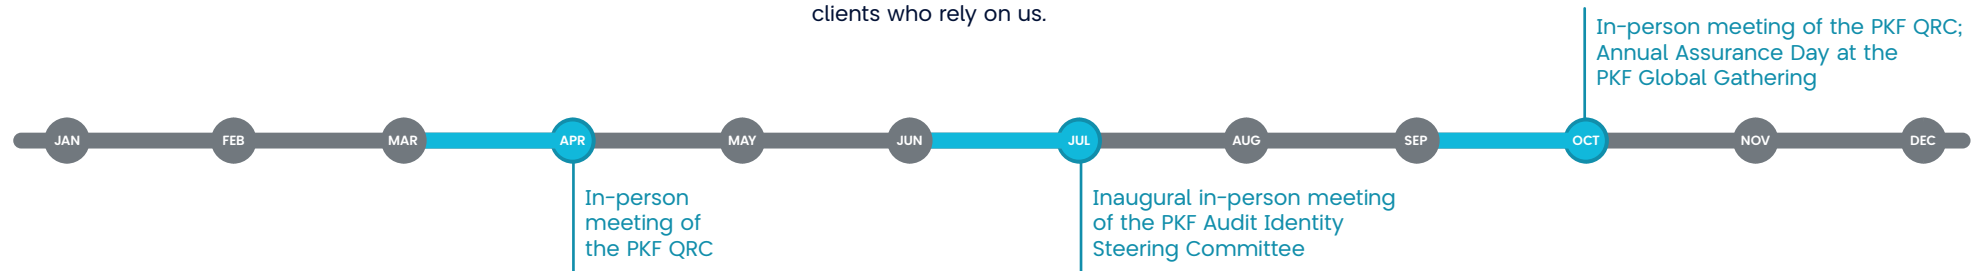 clients who rely on us.
In-person meeting of the PKF QRC;
Annual Assurance Day at the
PKF Global Gathering
JAN
FEB
MAR
APR
MAY
JUN
JUL
AUG
SEP
OCT
NOV
DEC
In-person
meeting of
the PKF QRC
Inaugural in-person meeting
of the PKF Audit Identity
Steering Committee